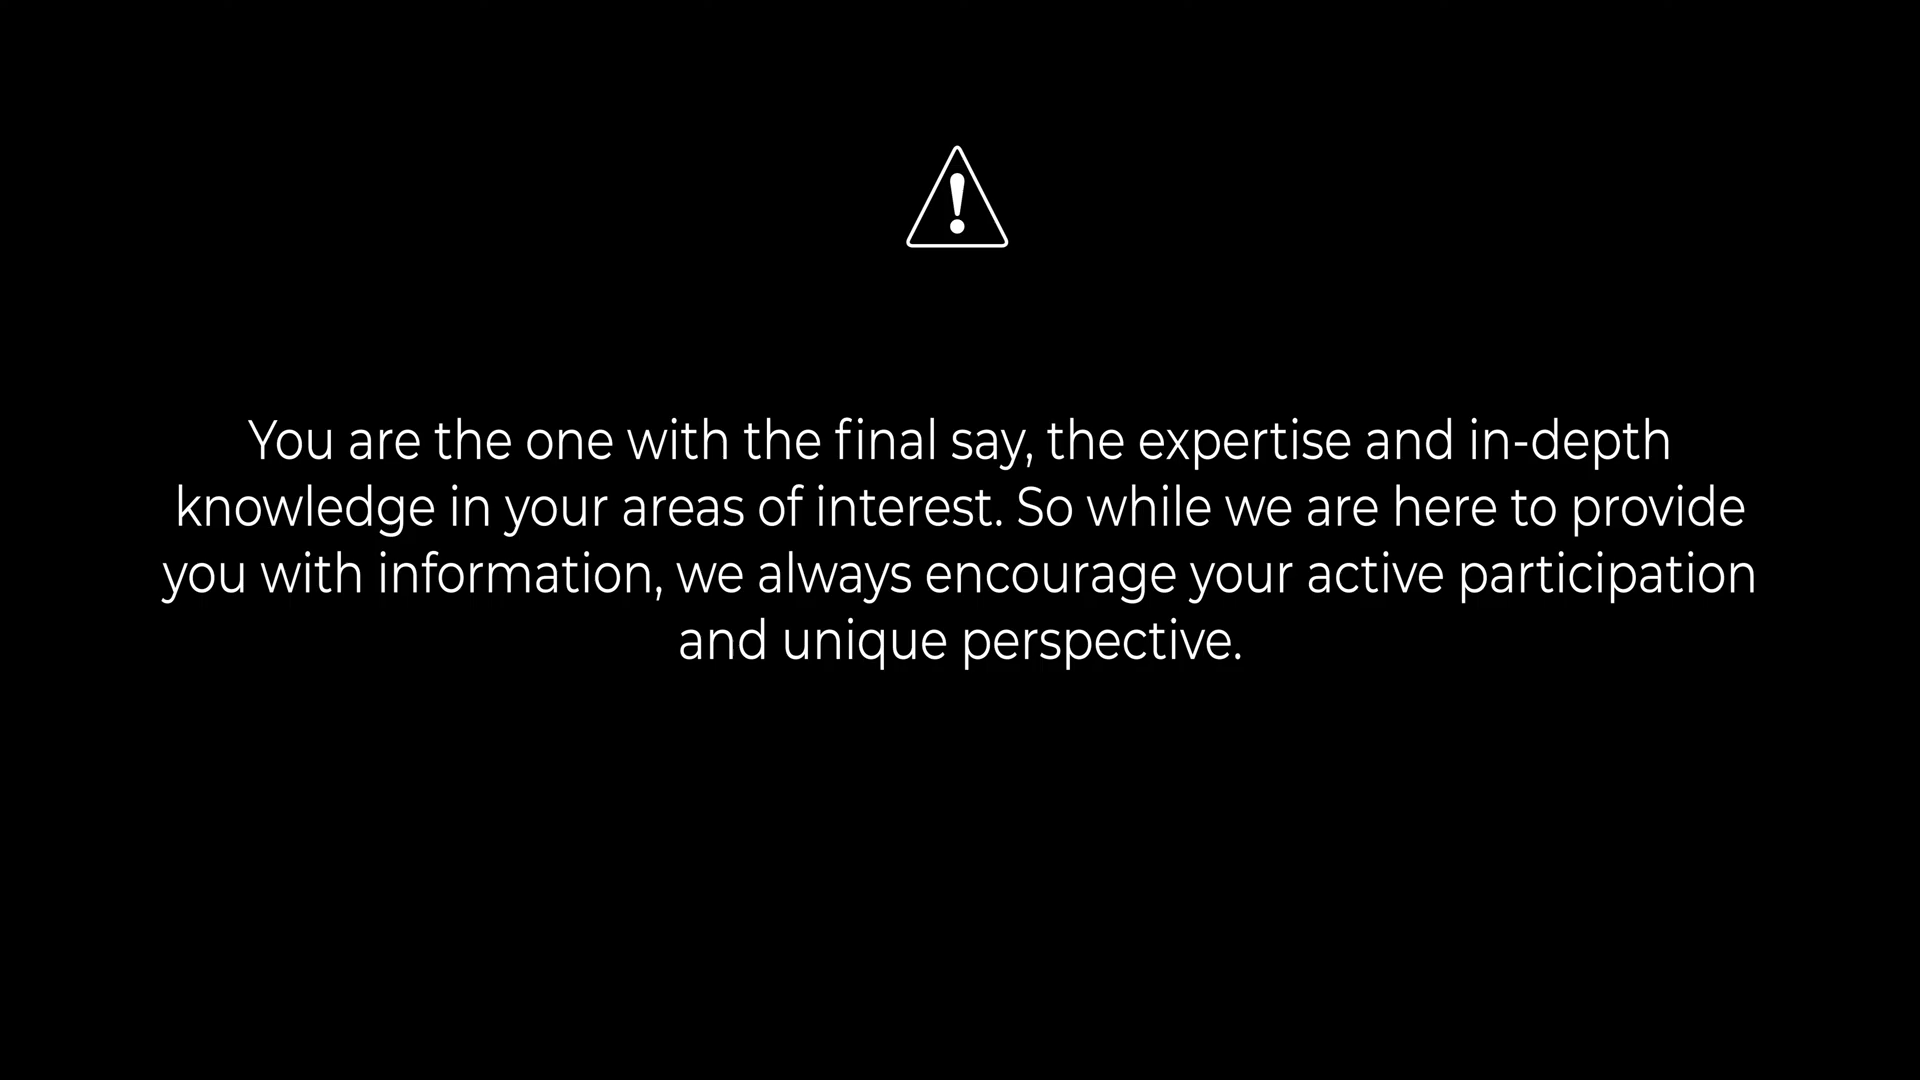 You are the one with the final say, the expertise and in-depth
knowledge in your areas of interest. So while we are here to provide
you with information, we always encourage your active participation
and unique perspective.